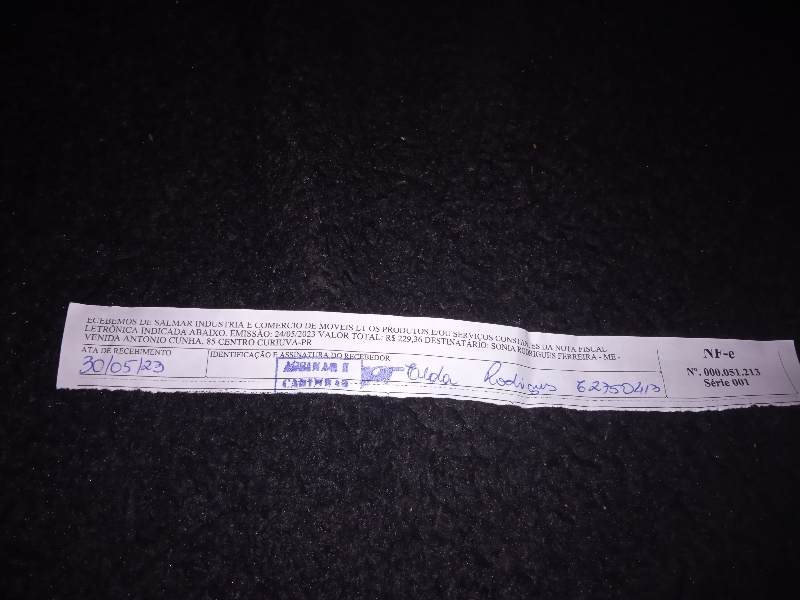 ECEBEMOS DE SALMAR INDUSTRIA E COMERCIO DE MOVEIS LT OS PRODUTOS E/OU SERVIÇOS CONSTANTES DA NOTA FISCAL
LETRÔNICA INDICADA ABAIXO. EMISSÃO: 24/05/2023 VALOR TOTAL: R$ 229,36 DESTINATÁRIO: SONIA RODRIGUES FERREIRA - ME -
VENIDA ANTONIO CUNHA, 85 CENTRO CURIUVA-PR
ATA DE RECEBIMENTO
30/05/23
IDENTIFICAÇÃO E ASSINATURA DO RECEBEDOR
ASSINAR E
CARIMBAR
Rodrigues 62750413
NF-e
Nº. 000.051.213
Série 001